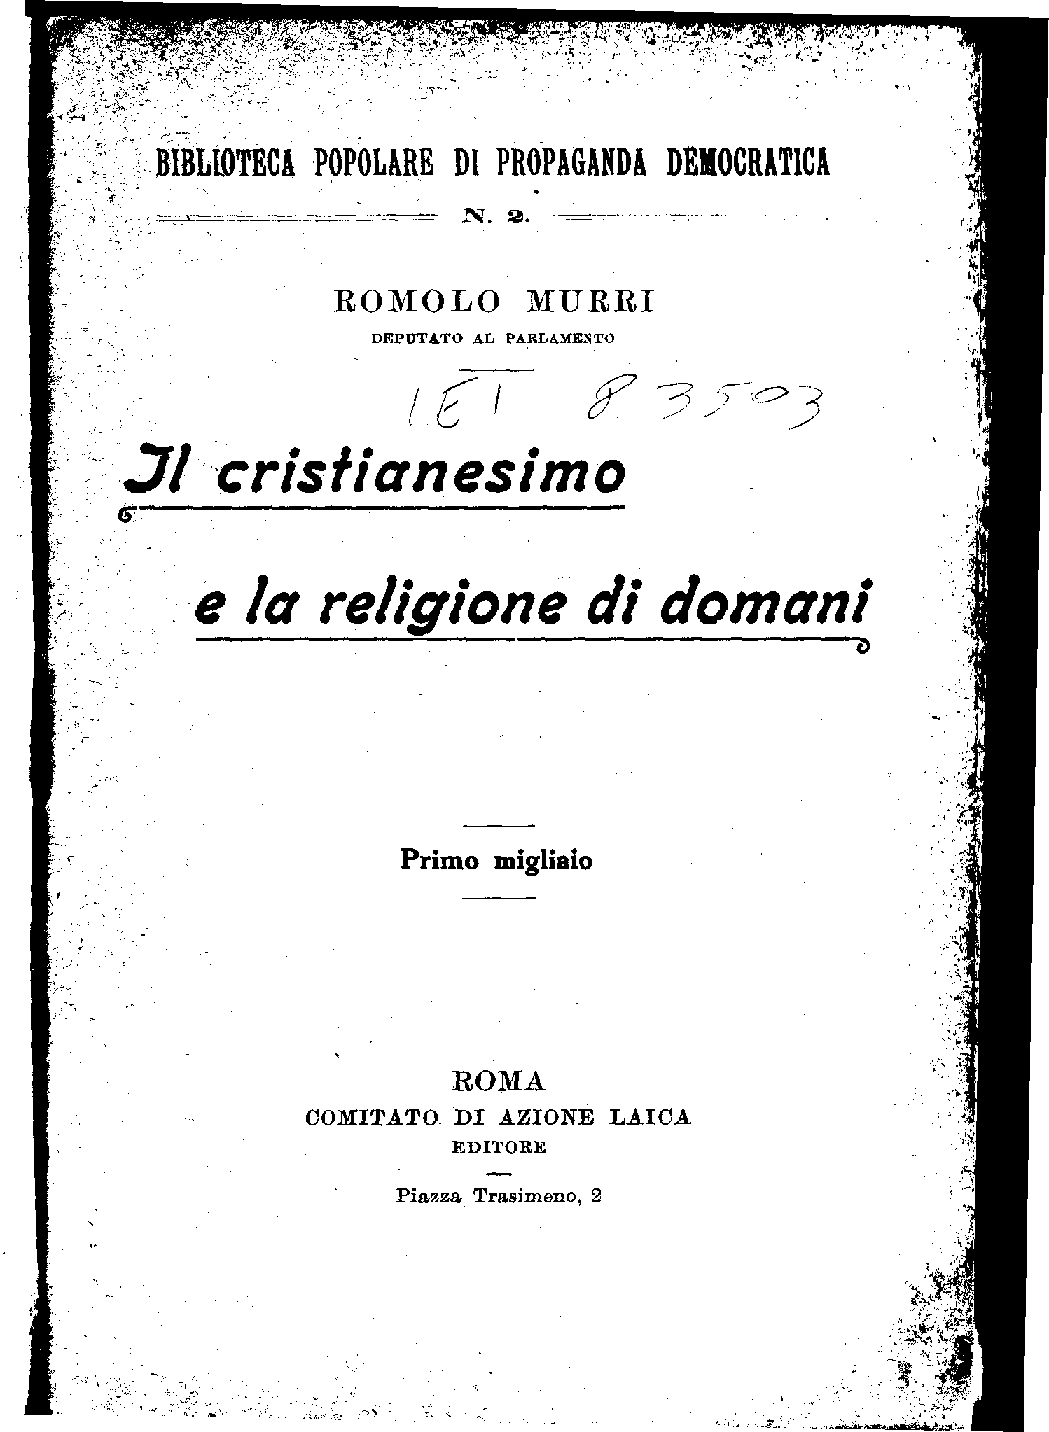 BIBLIOTECA POPOLARE DI PROPAGANDA DEMOCRATICA
N. 2.
ROMOLO MURRI
DEPUTATO AL PARLAMENTO
IEI 83503
Il cristianesimo
e la religione di domani
Primo migliaio
ROMA
COMITATO DI AZIONE LAICA
EDITORE
Piazza Trasimeno, 2